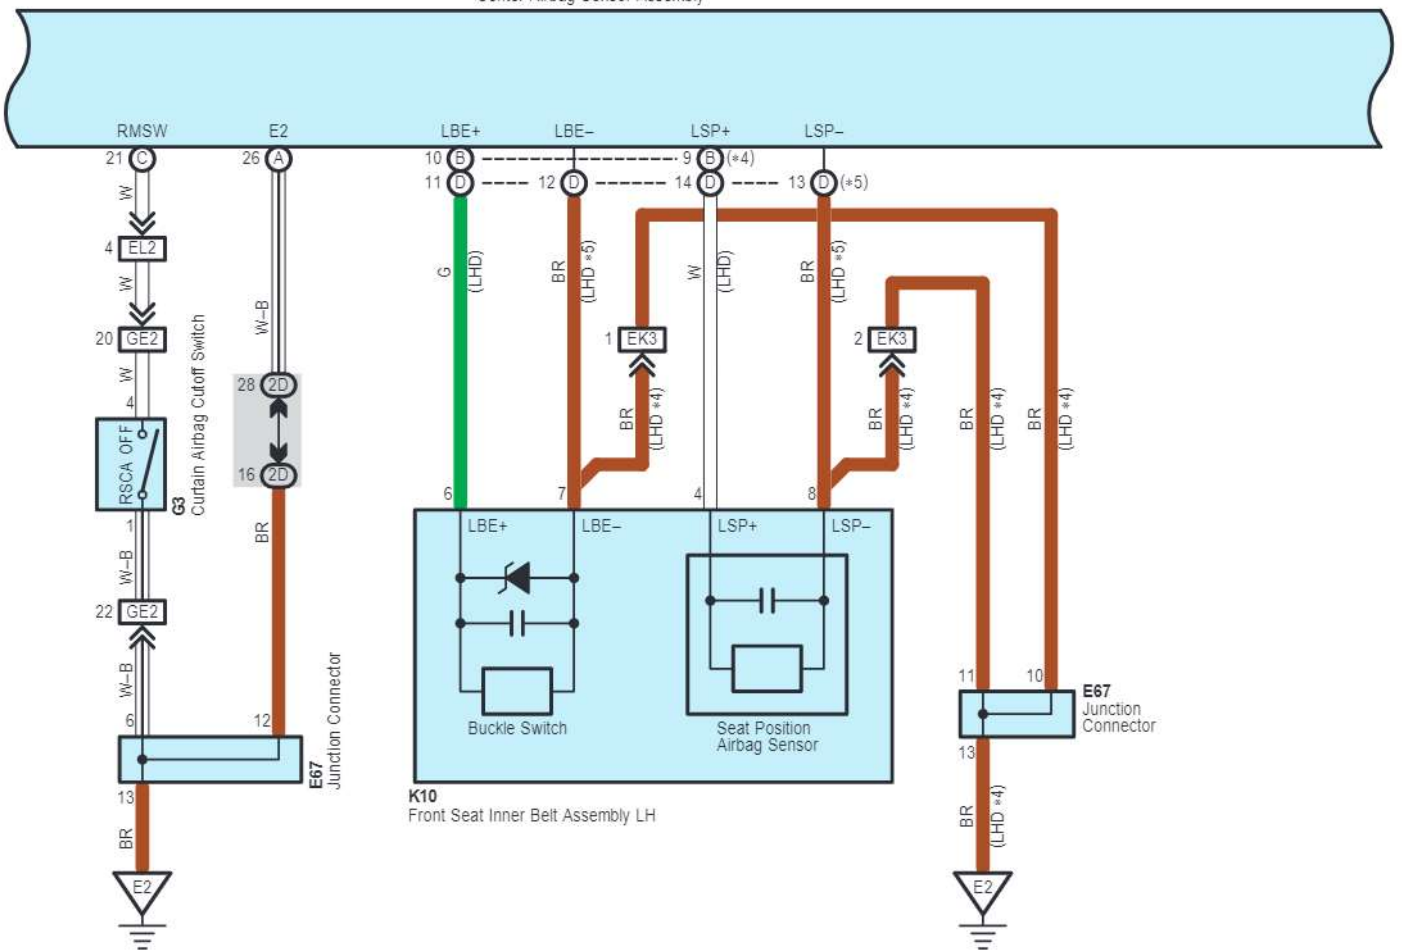 Center Airbag Sensor Assembly
RMSW E2 LBE+ LBE– LSP+ LSP–
21 C 26 A 10 B 9 B (*4)
11 D 12 D 14 D 13 D (*5)
W
4 EL2
W
20 GE2
W
4
RSCA OFF
G3
Curtain Airbag Cutoff Switch
1
W–B
22 GE2
W–B
6
W–B
28 2D
16 2D
BR
12
E67
Junction Connector
13
BR
E2
G
(LHD)
BR
(LHD *5)
W
(LHD)
BR
(LHD *5)
1 EK3
BR
(LHD *4)
2 EK3
BR
(LHD *4)
BR
(LHD *4)
BR
(LHD *4)
6 7 4 8
LBE+ LBE– LSP+ LSP–
Buckle Switch
Seat Position
Airbag Sensor
K10
Front Seat Inner Belt Assembly LH
11 10
E67
Junction
Connector
13
BR
(LHD *4)
E2